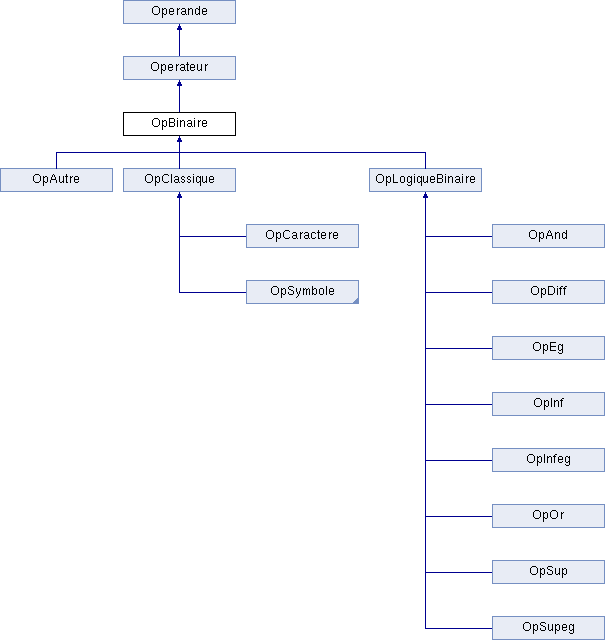 Operande
Operateur
OpBinaire
OpAutre
OpClassique
OpLogiqueBinaire
OpCaractere
OpAnd
OpSymbole
OpDiff
OpEg
OpInf
OpInfeg
OpOr
OpSup
OpSupeg